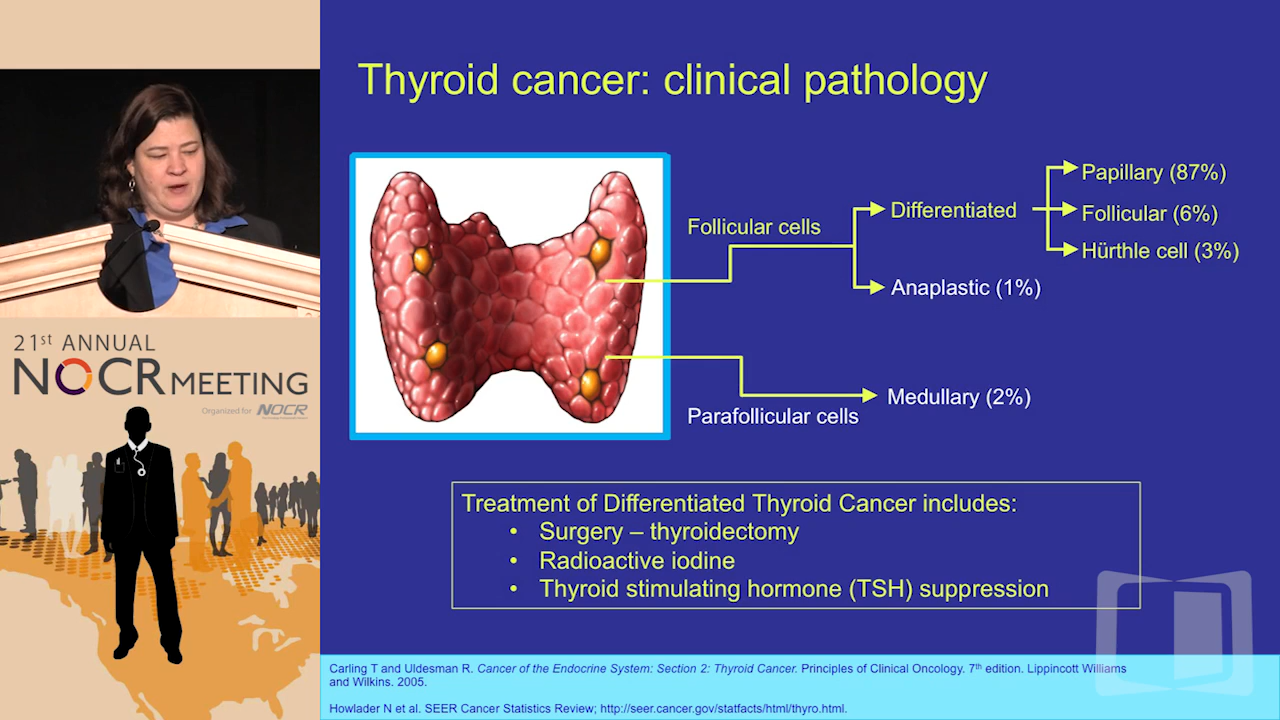 Thyroid cancer: clinical pathology
Follicular cells
Differentiated
Papillary (87%)
Follicular (6%)
Hürthle cell (3%)
Anaplastic (1%)
Parafollicular cells
Medullary (2%)
Treatment of Differentiated Thyroid Cancer includes:
• Surgery – thyroidectomy
• Radioactive iodine
• Thyroid stimulating hormone (TSH) suppression
Carling T and Uldesman R. Cancer of the Endocrine System: Section 2: Thyroid Cancer. Principles of Clinical Oncology. 7th edition. Lippincott Williams
and Wilkins. 2005.
Howlader N et al. SEER Cancer Statistics Review; http://seer.cancer.gov/statfacts/html/thyro.html.
21st ANNUAL
NOCR MEETING
Organized for NOCR